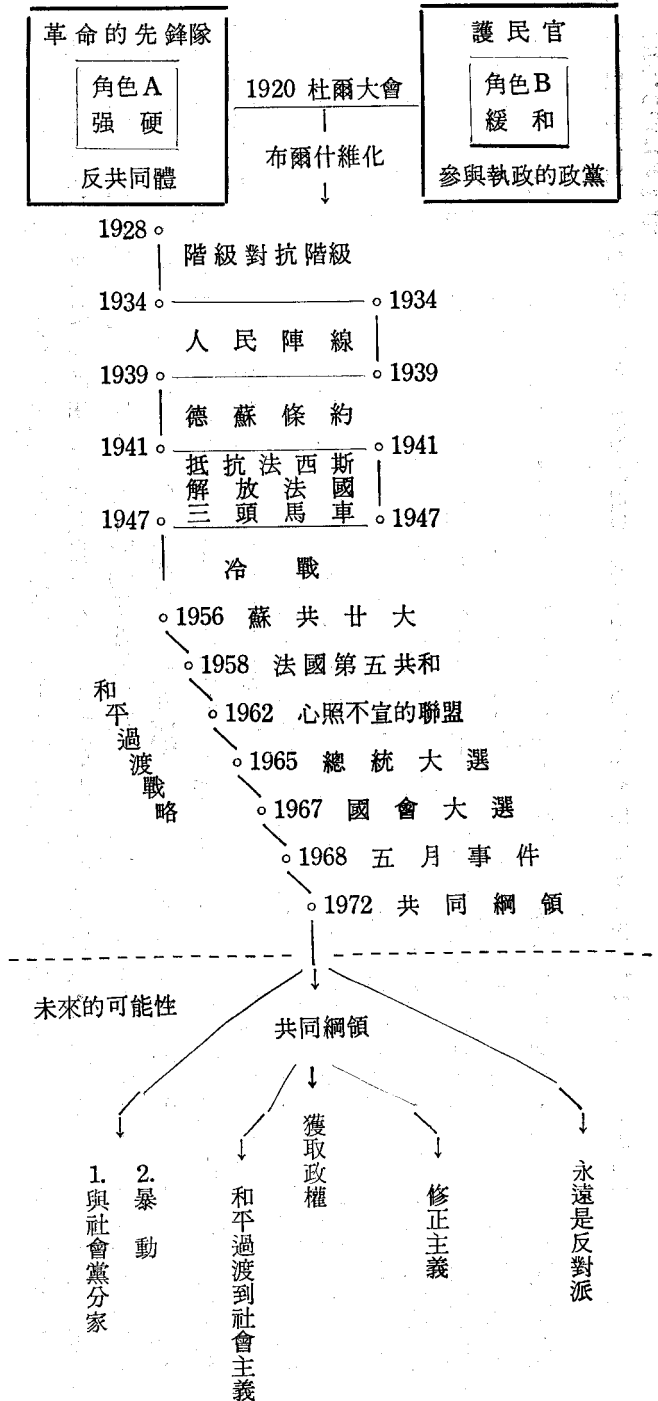 革命的先鋒隊
角色A
强硬
反共同體
1920 杜爾大會
布爾什維化
護民官
角色B
緩和
參與執政的政黨
1928
階級對抗階級
1934
1934
人民陣線
1939
1939
德蘇條約
1941
1941
抵抗法西斯
解放法國
三頭馬車
1947
1947
冷戰
1956 蘇共廿大
1958 法國第五共和
1962 心照不宣的聯盟
1965 總統大選
1967 國會大選
1968 五月事件
1972 共同綱領
和平過渡戰略
未來的可能性
共同綱領
1.與社會黨分家
2.暴動
和平過渡到社會主義
獲取政權
修正主義
永遠是反對派